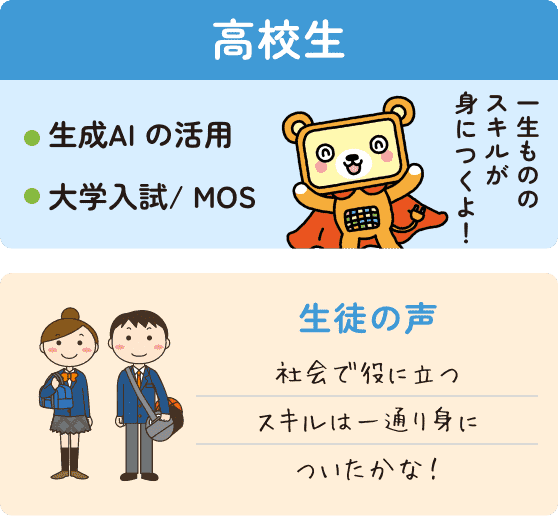 高校生
生成AI の活用
大学入試/ MOS
一生ものの
スキルが
身につくよ！
生徒の声
社会で役に立つ
スキルは一通り身に
ついたかな！